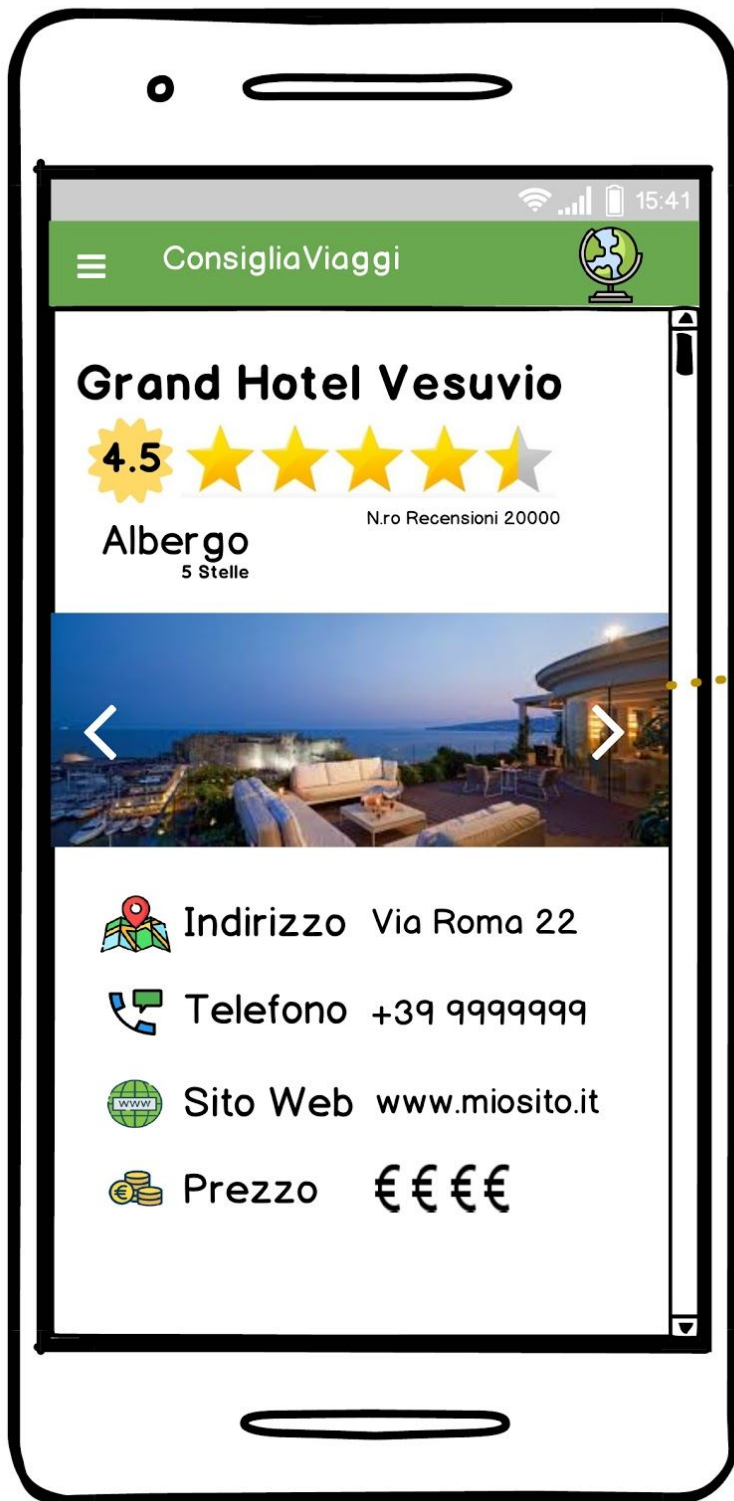 15:41
ConsigliaViaggi
Grand Hotel Vesuvio
4.5
N.ro Recensioni 20000
Albergo
5 Stelle
Indirizzo Via Roma 22
Telefono +39 9999999
www
Sito Web www.miosito.it
€ Prezzo €€€€